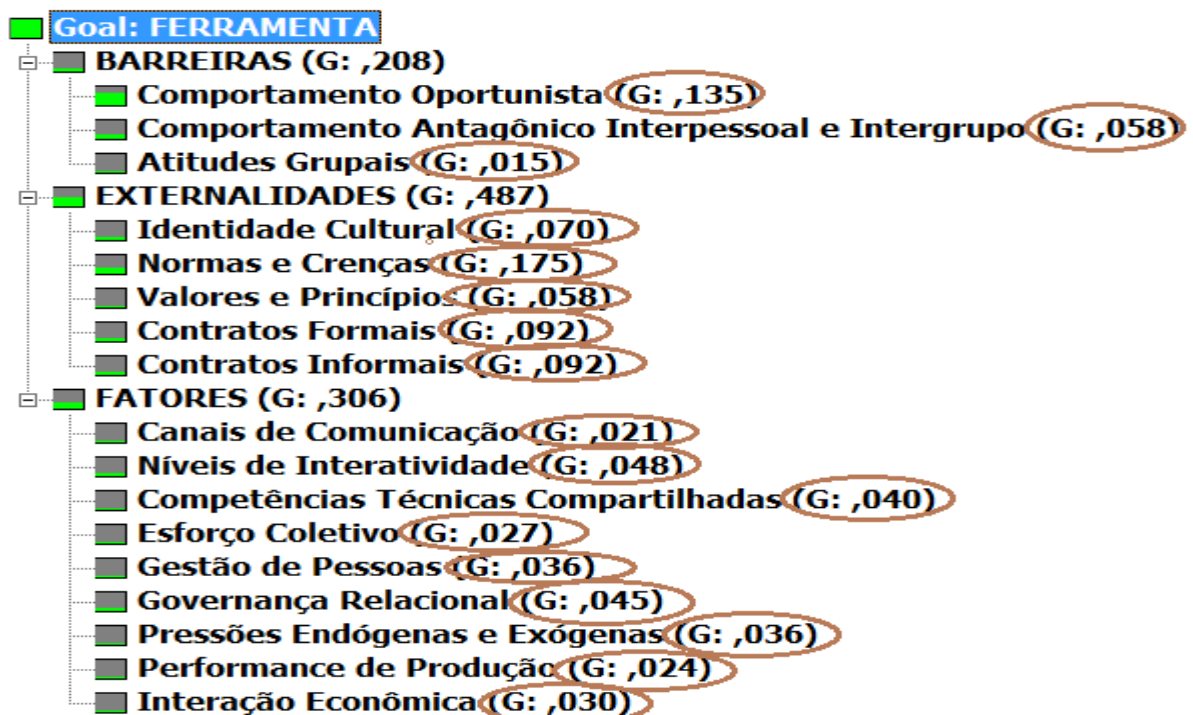 Goal: FERRAMENTA
BARREIRAS (G: ,208)
Comportamento Oportunista (G: ,135)
Comportamento Antagônico Interpessoal e Intergrupo (G: ,058)
Atitudes Grupais (G: ,015)
EXTERNALIDADES (G: ,487)
Identidade Cultural (G: ,070)
Normas e Crenças (G: ,175)
Valores e Princípios (G: ,058)
Contratos Formais (G: ,092)
Contratos Informais (G: ,092)
FATORES (G: ,306)
Canais de Comunicação (G: ,021)
Níveis de Interatividade (G: ,048)
Competências Técnicas Compartilhadas (G: ,040)
Esforço Coletivo (G: ,027)
Gestão de Pessoas (G: ,036)
Governança Relacional (G: ,045)
Pressões Endógenas e Exógenas (G: ,036)
Performance de Produção (G: ,024)
Interação Econômica (G: ,030)